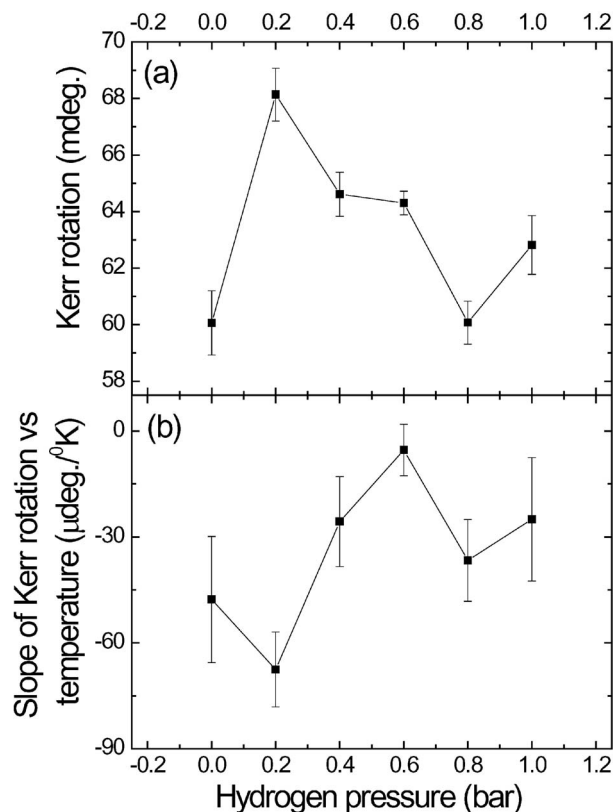 -0.2 0.0 0.2 0.4 0.6 0.8 1.0 1.2
70
(a)
68
66
64
62
60
58
Kerr rotation (mdeg.)
(b)
0
-30
-60
-90
Slope of Kerr rotation vs
temperature (μdeg./⁰K)
-0.2 0.0 0.2 0.4 0.6 0.8 1.0 1.2
Hydrogen pressure (bar)